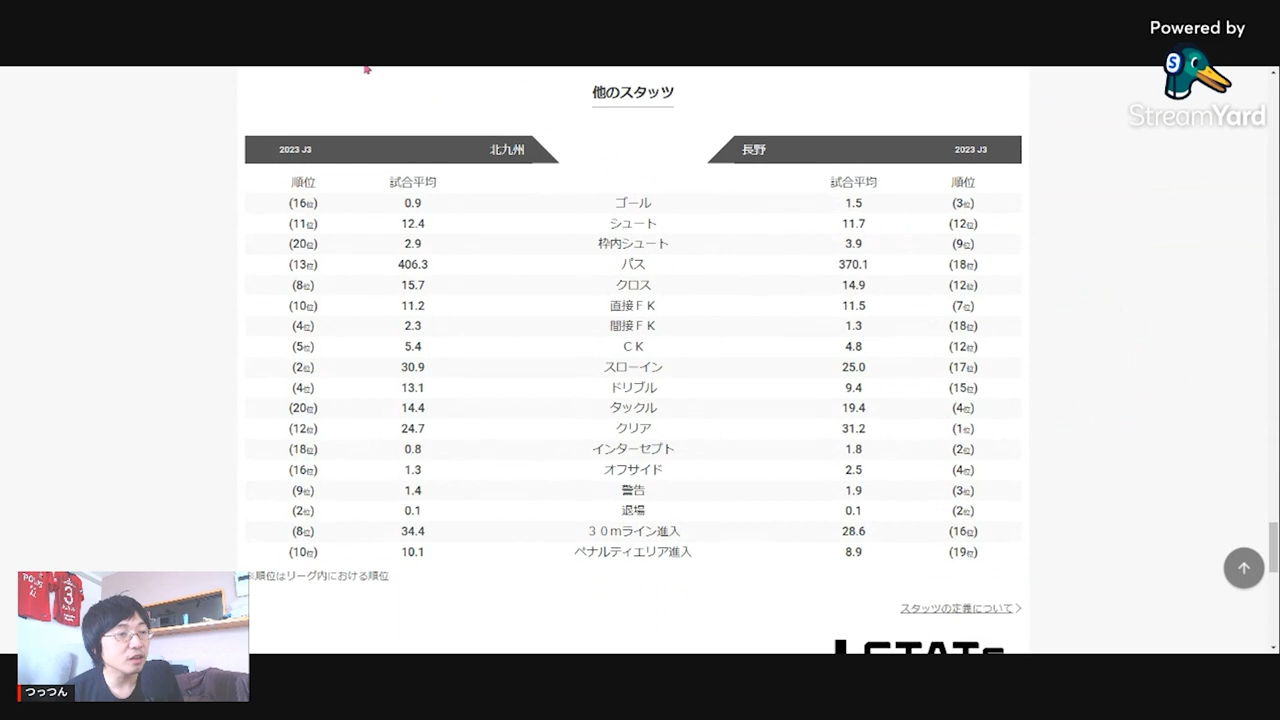 Powered by
StreamYard
他のスタッツ
2023 J3 北九州 長野 2023 J3
順位 試合平均 試合平均 順位
(16位) 0.9 ゴール 1.5 (3位)
(11位) 12.4 シュート 11.7 (12位)
(20位) 2.9 枠内シュート 3.9 (9位)
(13位) 406.3 パス 370.1 (18位)
(8位) 15.7 クロス 14.9 (12位)
(10位) 11.2 直接ＦＫ 11.5 (7位)
(4位) 2.3 間接ＦＫ 1.3 (18位)
(5位) 5.4 ＣＫ 4.8 (12位)
(2位) 30.9 スローイン 25.0 (17位)
(4位) 13.1 ドリブル 9.4 (15位)
(20位) 14.4 タックル 19.4 (4位)
(12位) 24.7 クリア 31.2 (1位)
(18位) 0.8 インターセプト 1.8 (2位)
(16位) 1.3 オフサイド 2.5 (4位)
(9位) 1.4 警告 1.9 (3位)
(2位) 0.1 退場 0.1 (2位)
(8位) 34.4 ３０ｍライン進入 28.6 (16位)
(10位) 10.1 ペナルティエリア進入 8.9 (19位)
※順位はリーグ内における順位
スタッツの定義について
J STATS
つっつん